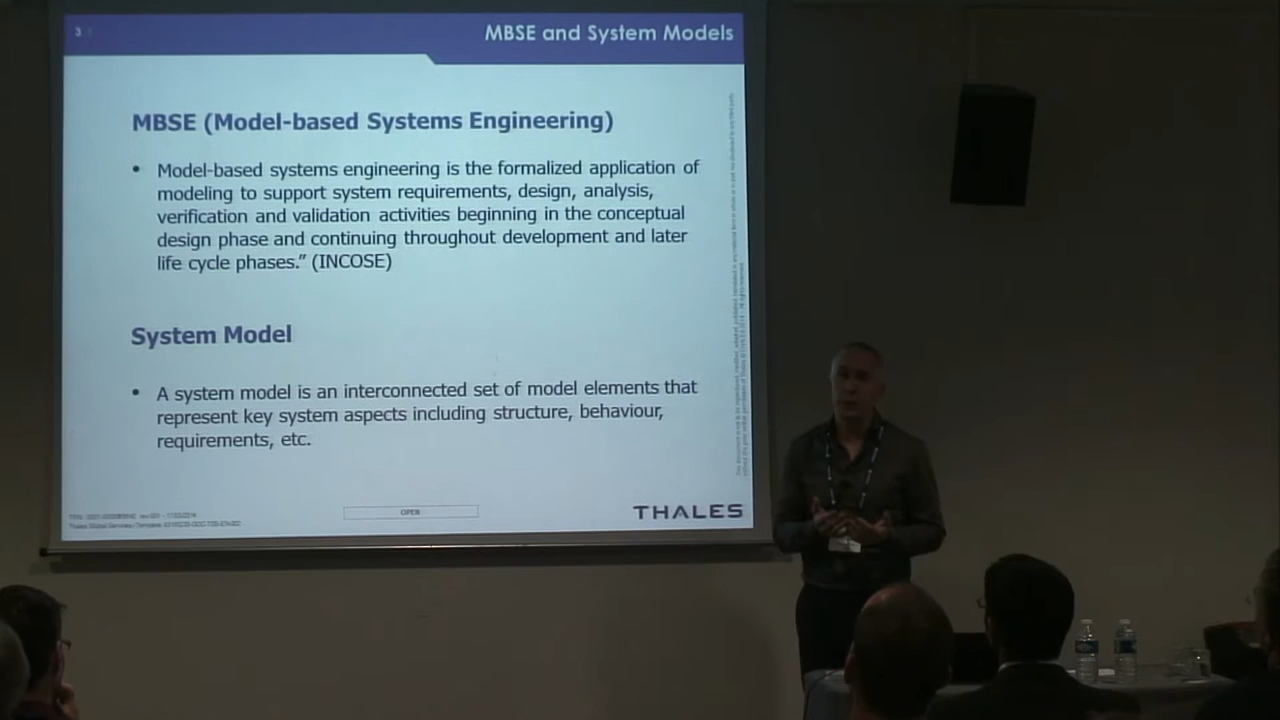 3
MBSE and System Models
MBSE (Model-based Systems Engineering)
• Model-based systems engineering is the formalized application of
modeling to support system requirements, design, analysis,
verification and validation activities beginning in the conceptual
design phase and continuing throughout development and later
life cycle phases.” (INCOSE)
System Model
• A system model is an interconnected set of model elements that
represent key system aspects including structure, behaviour,
requirements, etc.
OPEN
THALES